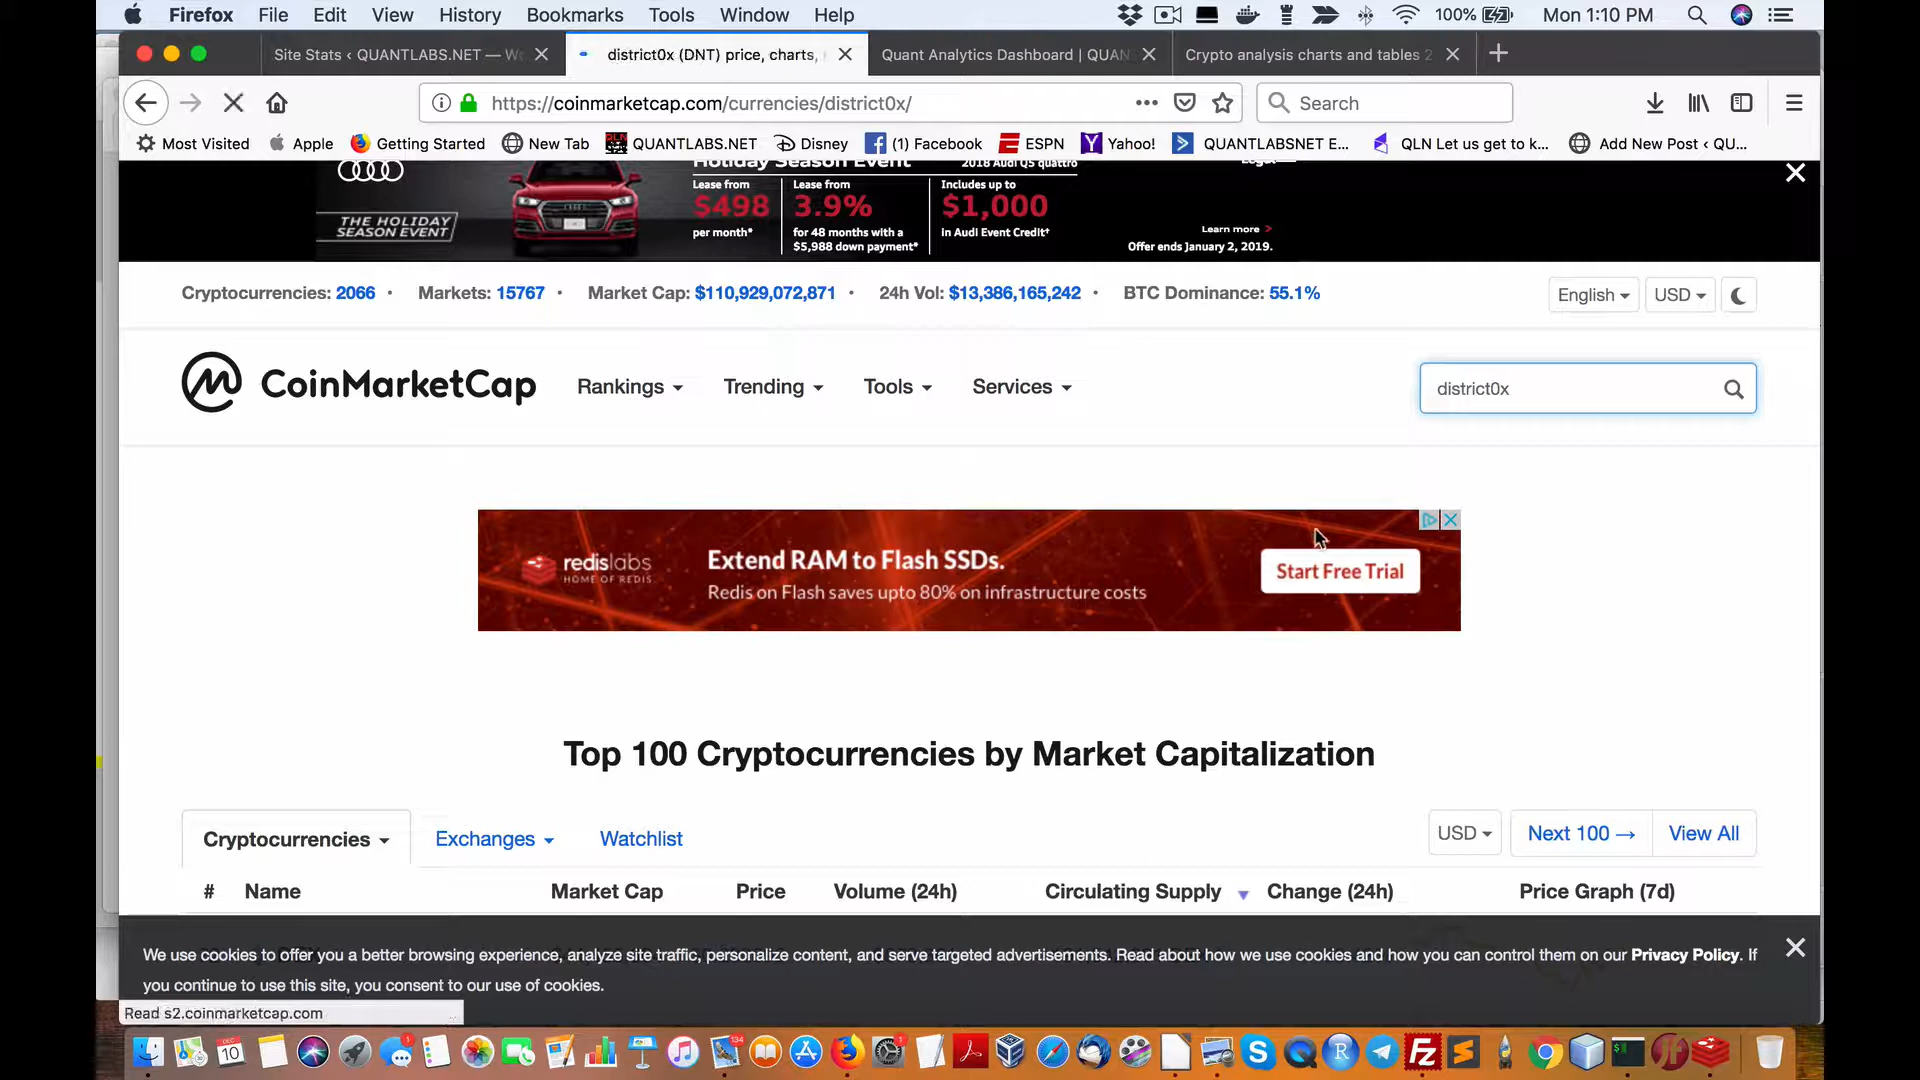 Firefox File Edit View History Bookmarks Tools Window Help 100% Mon 1:10 PM
Site Stats ‹ QUANTLABS.NET — W
district0x (DNT) price, charts,
Quant Analytics Dashboard | QUAN
Crypto analysis charts and tables 2
https://coinmarketcap.com/currencies/district0x/
Search
Most Visited Apple Getting Started New Tab QUANTLABS.NET Disney (1) Facebook ESPN Yahoo! QUANTLABSNET E... QLN Let us get to k... Add New Post ‹ QU...
Holiday Season Event
2018 Audi Q5 quattro
THE HOLIDAY
SEASON EVENT
Lease from
$498
per month*
Lease from
3.9%
for 48 months with a
$5,988 down payment*
Includes up to
$1,000
in Audi Event Credit†
Legal
Learn more >
Offer ends January 2, 2019.
Cryptocurrencies: 2066 • Markets: 15767 • Market Cap: $110,929,072,871 • 24h Vol: $13,386,165,242 • BTC Dominance: 55.1%
English USD
CoinMarketCap Rankings Trending Tools Services
district0x
redislabs
HOME OF REDIS
Extend RAM to Flash SSDs.
Redis on Flash saves upto 80% on infrastructure costs
Start Free Trial
Top 100 Cryptocurrencies by Market Capitalization
Cryptocurrencies Exchanges Watchlist USD Next 100 → View All
# Name Market Cap Price Volume (24h) Circulating Supply Change (24h) Price Graph (7d)
We use cookies to offer you a better browsing experience, analyze site traffic, personalize content, and serve targeted advertisements. Read about how we use cookies and how you can control them on our Privacy Policy. If
you continue to use this site, you consent to our use of cookies.
Read s2.coinmarketcap.com
DEC
10
1
134
1